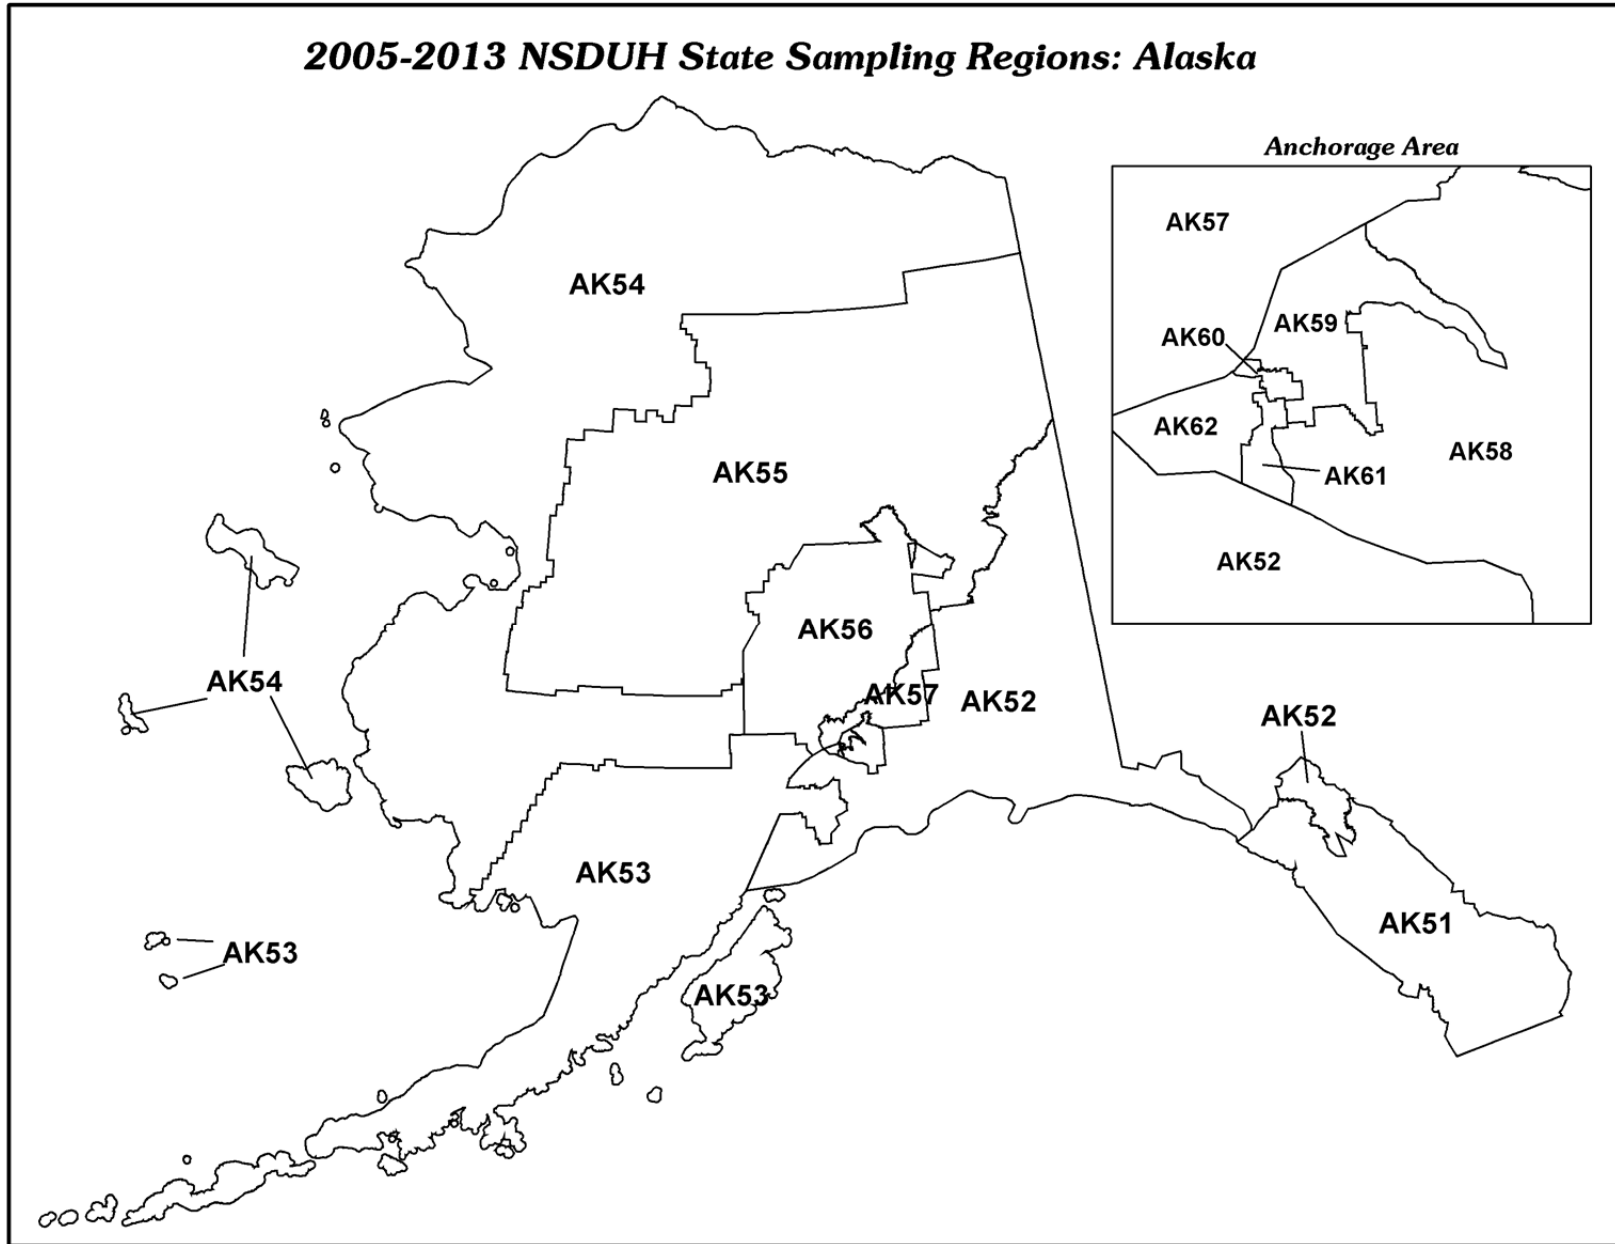 2005-2013 NSDUH State Sampling Regions: Alaska
Anchorage Area
AK57
AK54
AK59
AK60
AK62
AK58
AK55
AK61
AK52
AK56
AK54
AK57
AK52
AK52
AK53
AK51
AK53
AK53